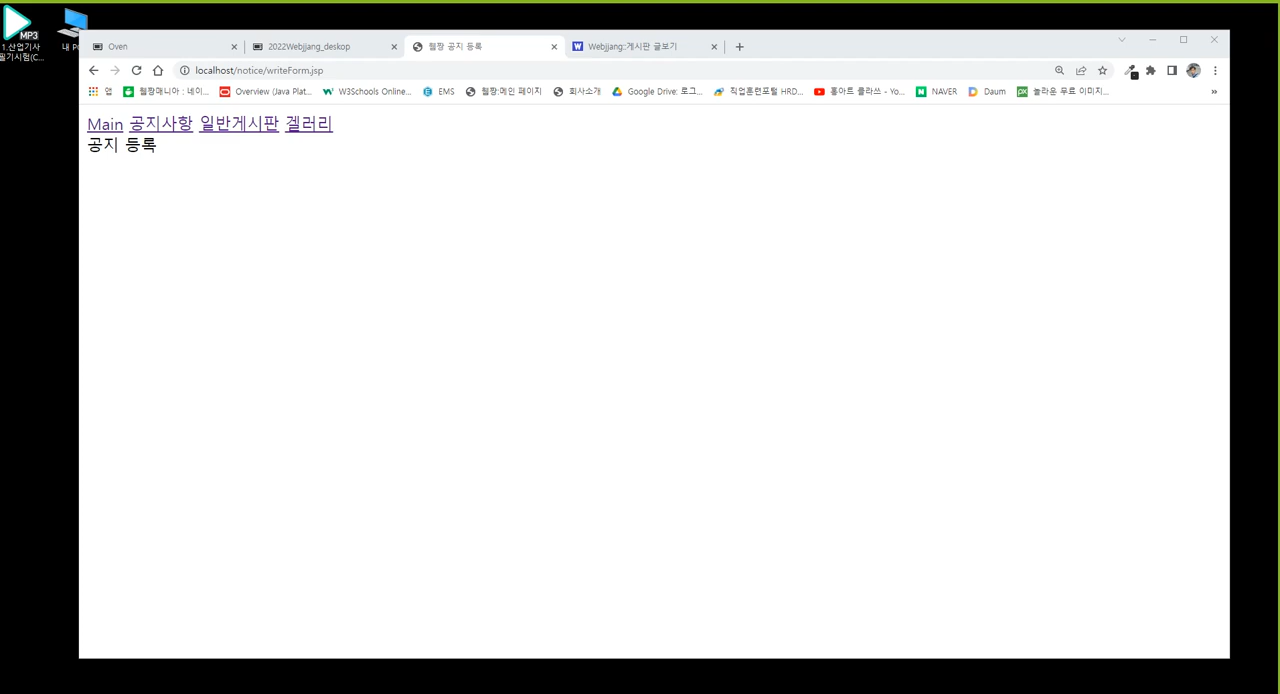 MP3
1.산업기사
필기시험(C...
내 PC
Oven
2022Webjjang_deskop
웹짱 공지 등록
Webjjang::게시판 글보기
localhost/notice/writeForm.jsp
앱
웹짱매니아 : 네이...
Overview (Java Plat...
W3Schools Online...
EMS
웹짱:메인 페이지
회사소개
Google Drive: 로그...
직업훈련포털 HRD...
홍아트 클라쓰 - Yo...
NAVER
Daum
놀라운 무료 이미지...
Main 공지사항 일반게시판 겔러리
공지 등록